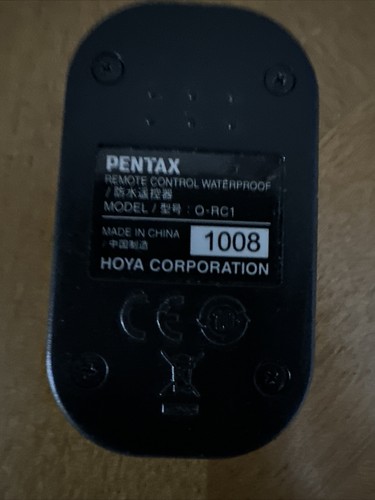 PENTAX
REMOTE CONTROL WATERPROOF
/ 防水遥控器
MODEL / 型号 : O-RC1
MADE IN CHINA
/ 中国制造
1008
HOYA CORPORATION
CE